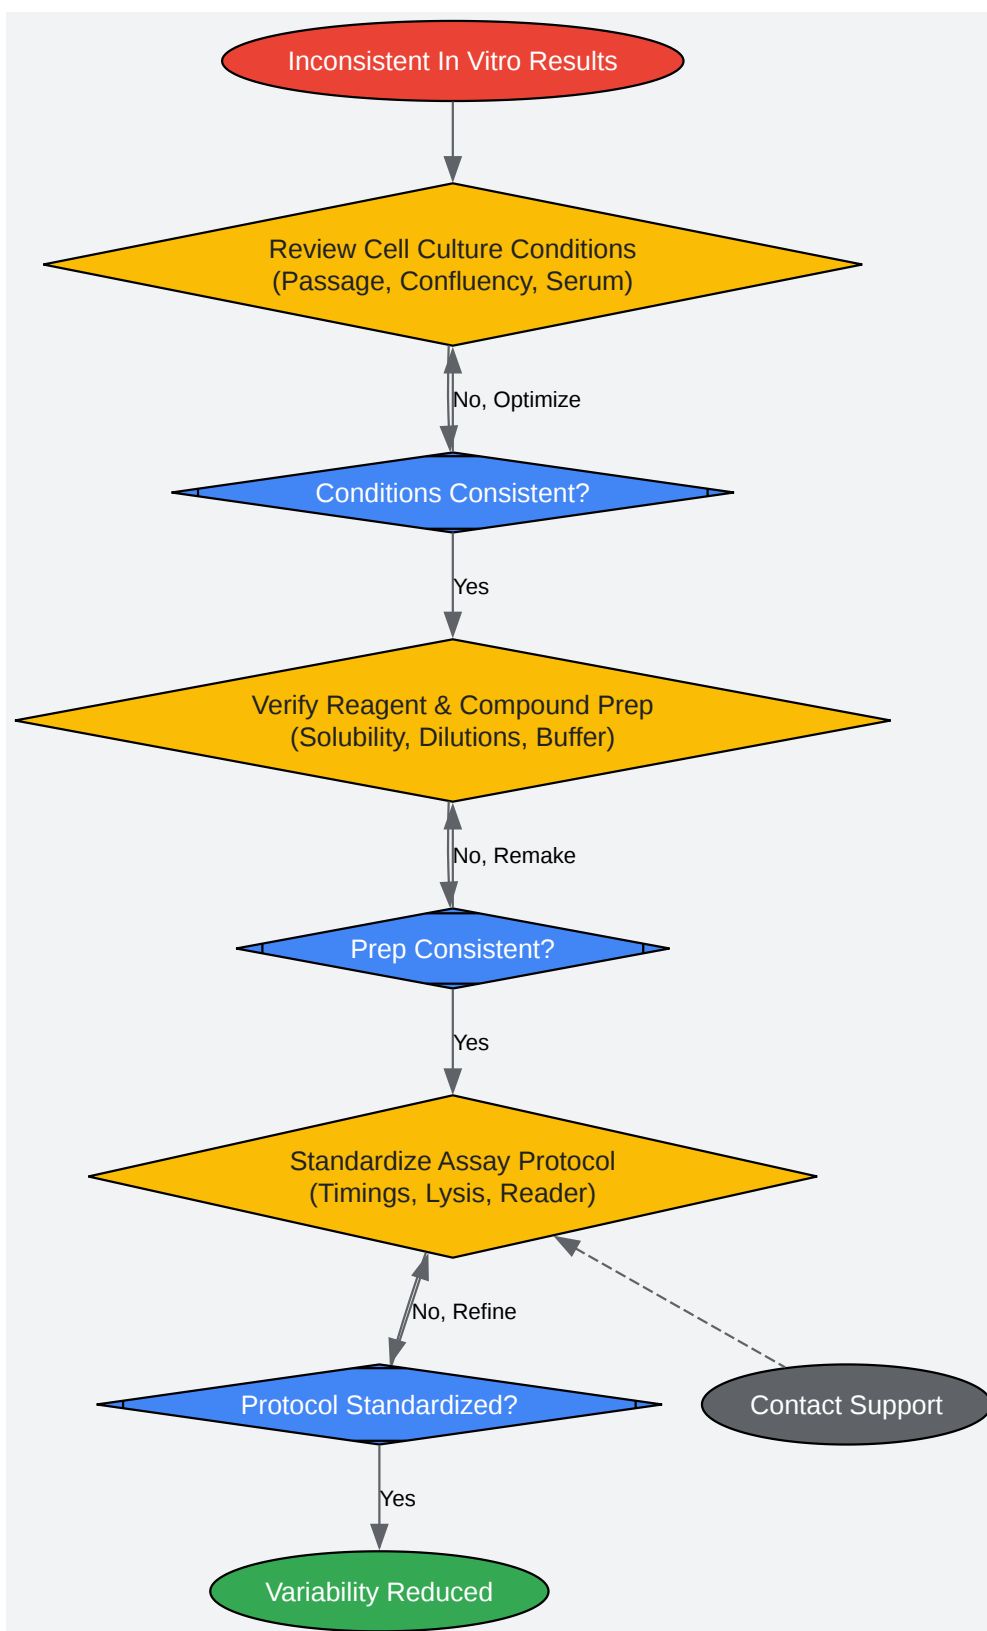 Inconsistent In Vitro Results
Review Cell Culture Conditions
(Passage, Confluency, Serum)
No, Optimize
Conditions Consistent?
Yes
Verify Reagent & Compound Prep
(Solubility, Dilutions, Buffer)
No, Remake
Prep Consistent?
Yes
Standardize Assay Protocol
(Timings, Lysis, Reader)
No, Refine
Protocol Standardized?
Contact Support
Yes
Variability Reduced